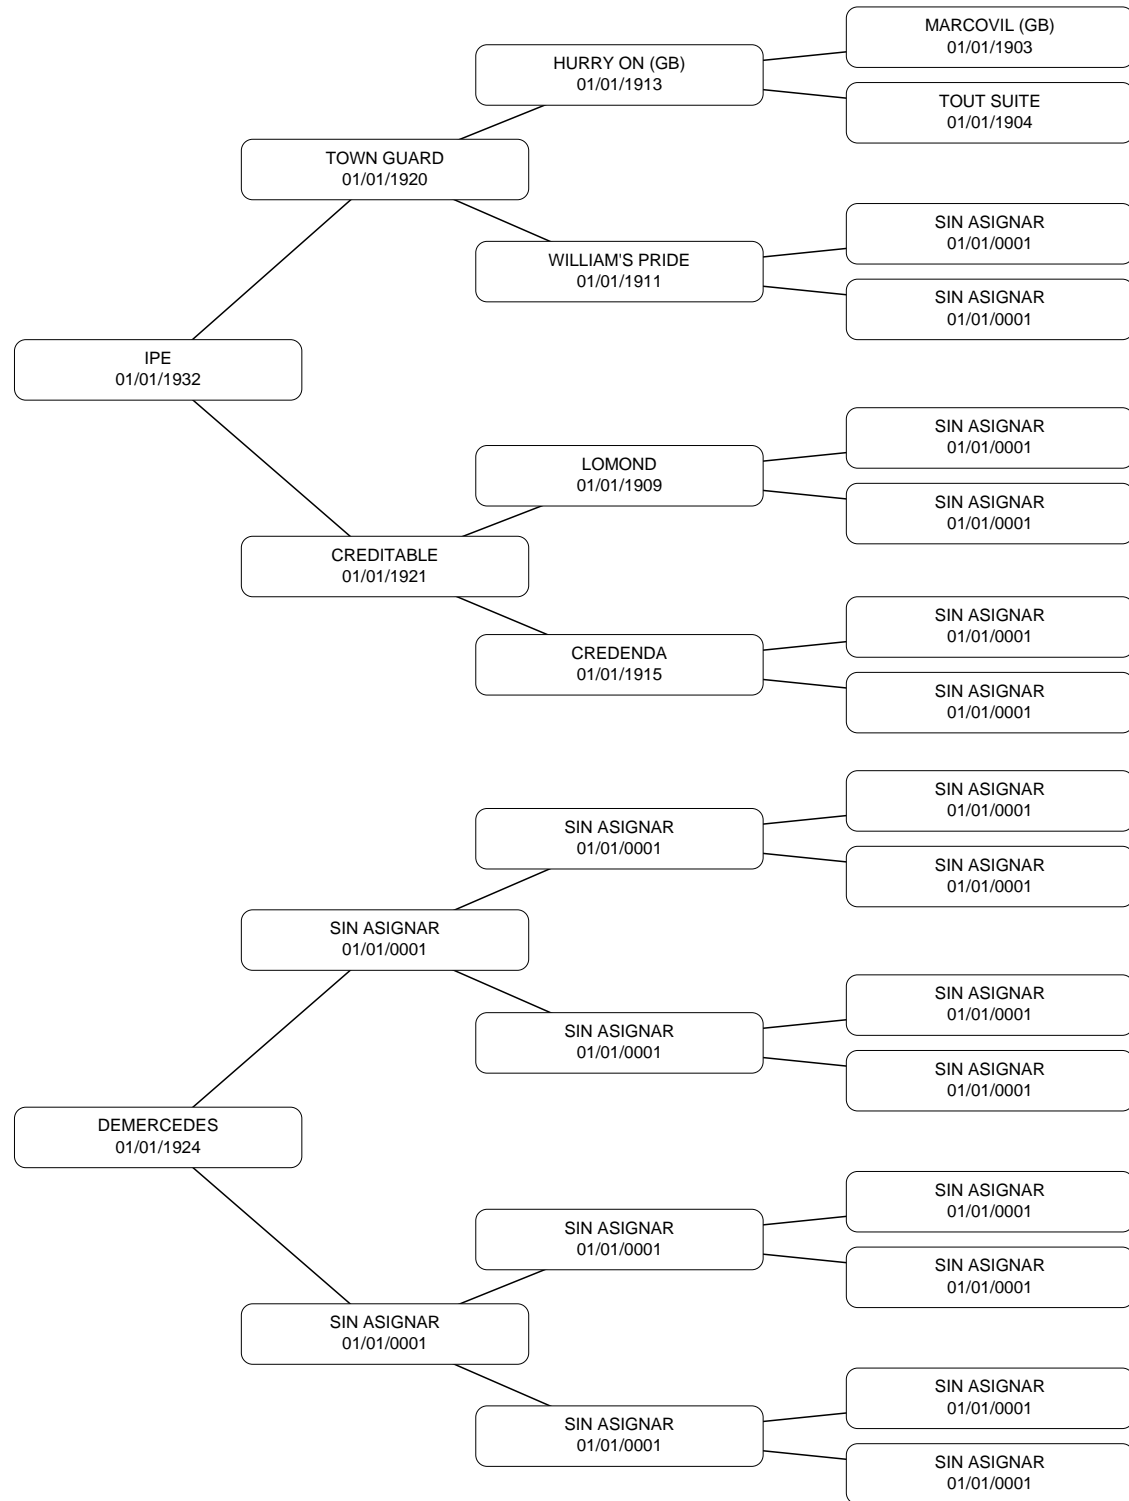 MARCOVIL (GB)
01/01/1903
HURRY ON (GB)
01/01/1913
TOUT SUITE
01/01/1904
TOWN GUARD
01/01/1920
SIN ASIGNAR
01/01/0001
WILLIAM'S PRIDE
01/01/1911
SIN ASIGNAR
01/01/0001
IPE
01/01/1932
SIN ASIGNAR
01/01/0001
LOMOND
01/01/1909
SIN ASIGNAR
01/01/0001
CREDITABLE
01/01/1921
SIN ASIGNAR
01/01/0001
CREDENDA
01/01/1915
SIN ASIGNAR
01/01/0001
SIN ASIGNAR
01/01/0001
SIN ASIGNAR
01/01/0001
SIN ASIGNAR
01/01/0001
SIN ASIGNAR
01/01/0001
SIN ASIGNAR
01/01/0001
SIN ASIGNAR
01/01/0001
SIN ASIGNAR
01/01/0001
DEMERCEDES
01/01/1924
SIN ASIGNAR
01/01/0001
SIN ASIGNAR
01/01/0001
SIN ASIGNAR
01/01/0001
SIN ASIGNAR
01/01/0001
SIN ASIGNAR
01/01/0001
SIN ASIGNAR
01/01/0001
SIN ASIGNAR
01/01/0001